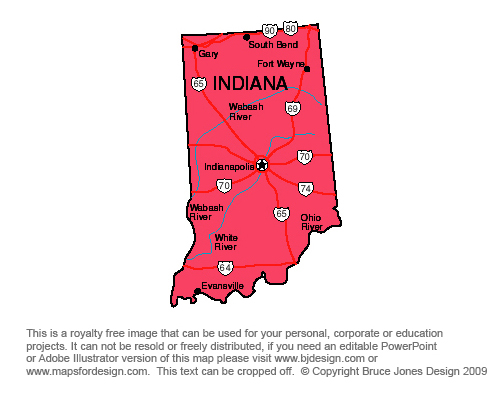 90 80
South Bend
Gary
Fort Wayne
65
INDIANA
Wabash
River
69
70
Indianapolis
70
74
Wabash
River
65
Ohio
River
White
River
64
Evansville
This is a royalty free image that can be used for your personal, corporate or education
projects. It can not be resold or freely distributed, if you need an editable PowerPoint
or Adobe Illustrator version of this map please visit www.bjdesign.com or
www.mapsfordesign.com. This text can be cropped off. © Copyright Bruce Jones Design 2009